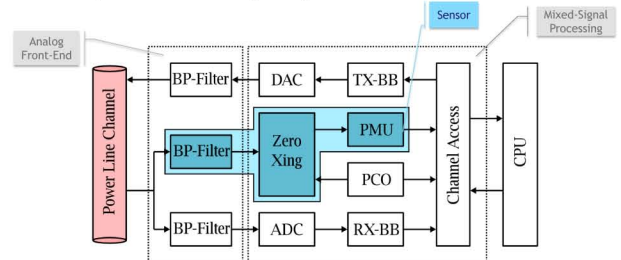 Sensor
Mixed-Signal
Processing
Analog
Front-End
Power Line Channel
BP-Filter
DAC
TX-BB
BP-Filter
Zero
Xing
PMU
PCO
BP-Filter
ADC
RX-BB
Channel Access
CPU